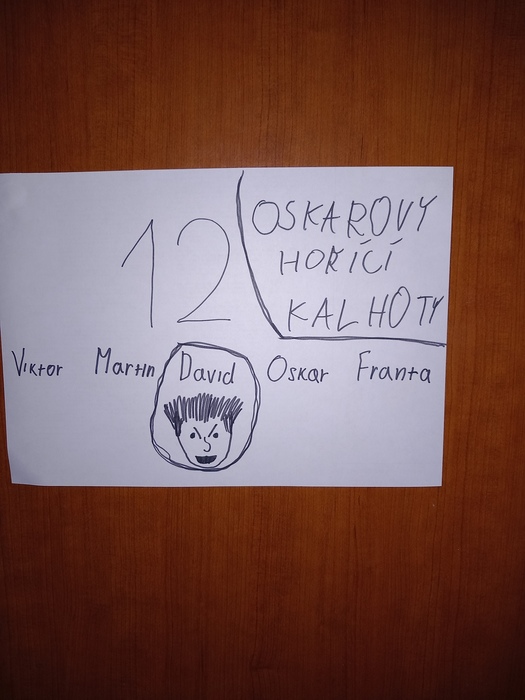 12
OSKAROVY
HOŘÍCÍ
KALHOTY
Viktor Martin David Oskar Franta